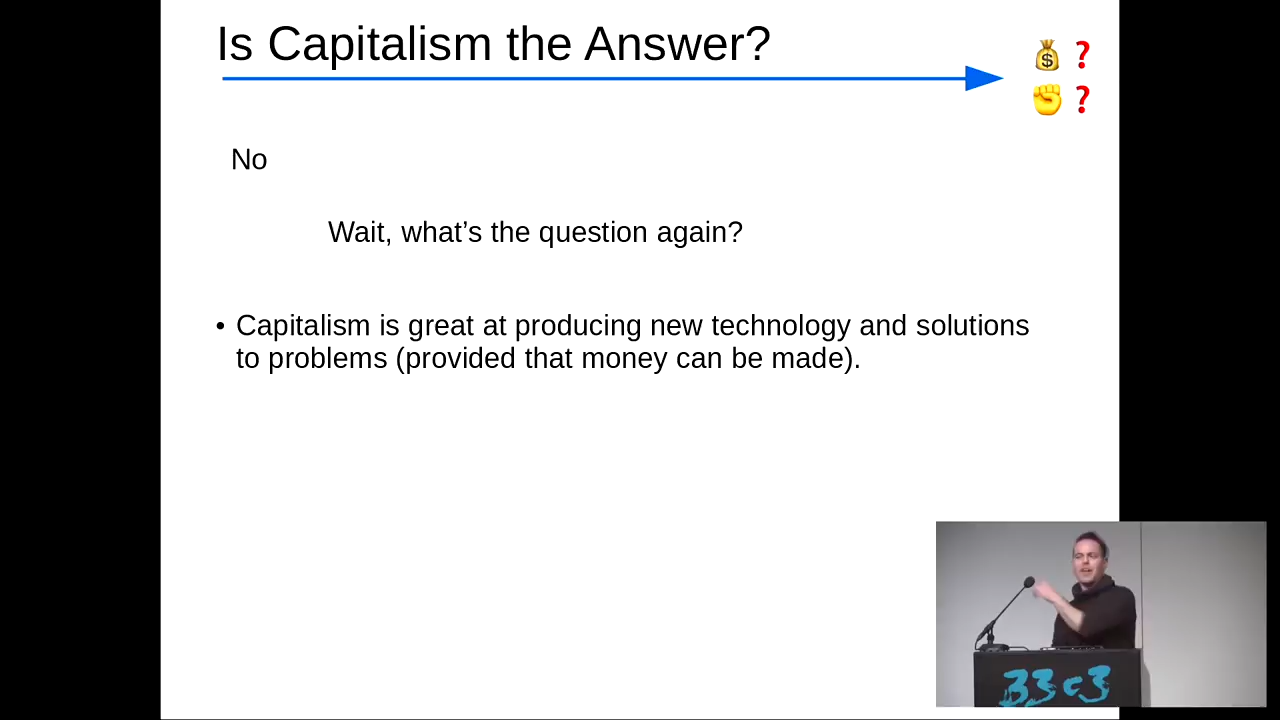 Is Capitalism the Answer?
💰❓
✊❓
No
Wait, what’s the question again?
• Capitalism is great at producing new technology and solutions
to problems (provided that money can be made).
33c3